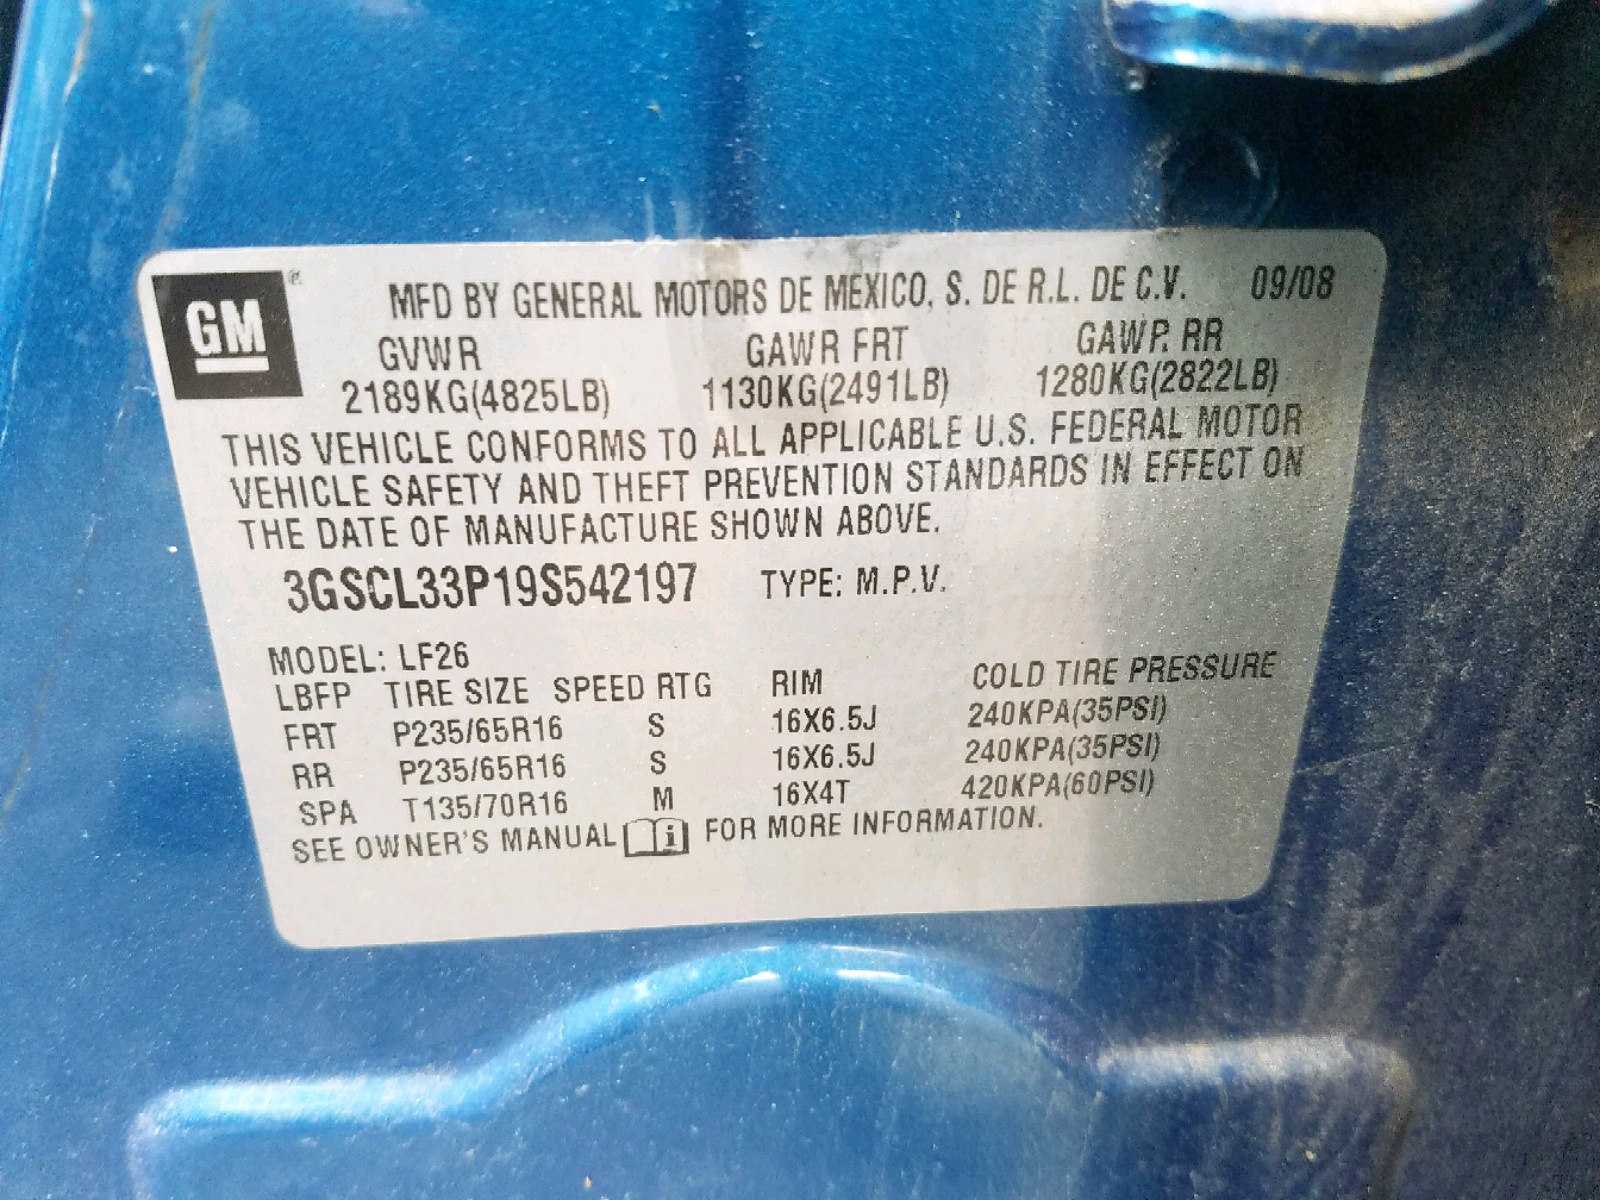 GM ® MFD BY GENERAL MOTORS DE MEXICO, S. DE R.L. DE C.V. 09/08
GVWR GAWR FRT GAWR RR
2189KG(4825LB) 1130KG(2491LB) 1280KG(2822LB)
THIS VEHICLE CONFORMS TO ALL APPLICABLE U.S. FEDERAL MOTOR
VEHICLE SAFETY AND THEFT PREVENTION STANDARDS IN EFFECT ON
THE DATE OF MANUFACTURE SHOWN ABOVE.
3GSCL33P19S542197 TYPE: M.P.V.
MODEL: LF26
LBFP TIRE SIZE SPEED RTG RIM COLD TIRE PRESSURE
FRT P235/65R16 S 16X6.5J 240KPA(35PSI)
RR P235/65R16 S 16X6.5J 240KPA(35PSI)
SPA T135/70R16 M 16X4T 420KPA(60PSI)
SEE OWNER'S MANUAL i FOR MORE INFORMATION.